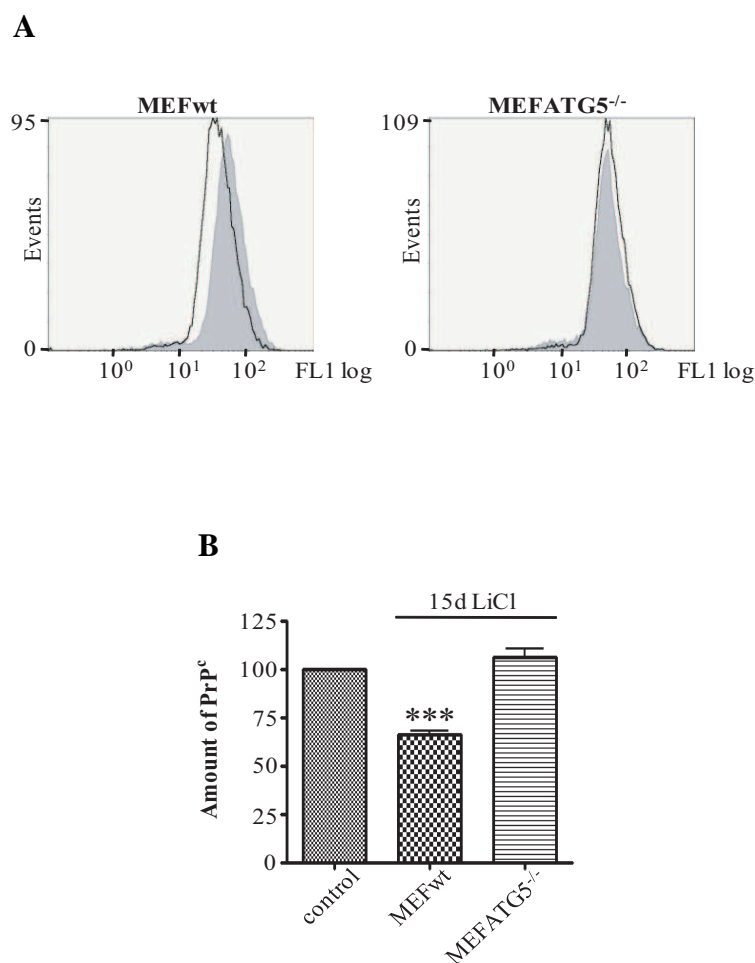 A
MEFwt
95
Events
0
10⁰ 10¹ 10² FL1 log
MEFATG5⁻/⁻
109
Events
0
10⁰ 10¹ 10² FL1 log
B
15d LiCl
125
100
75
50
25
0
Amount of PrPᶜ
***
control
MEFwt
MEFATG5⁻/⁻